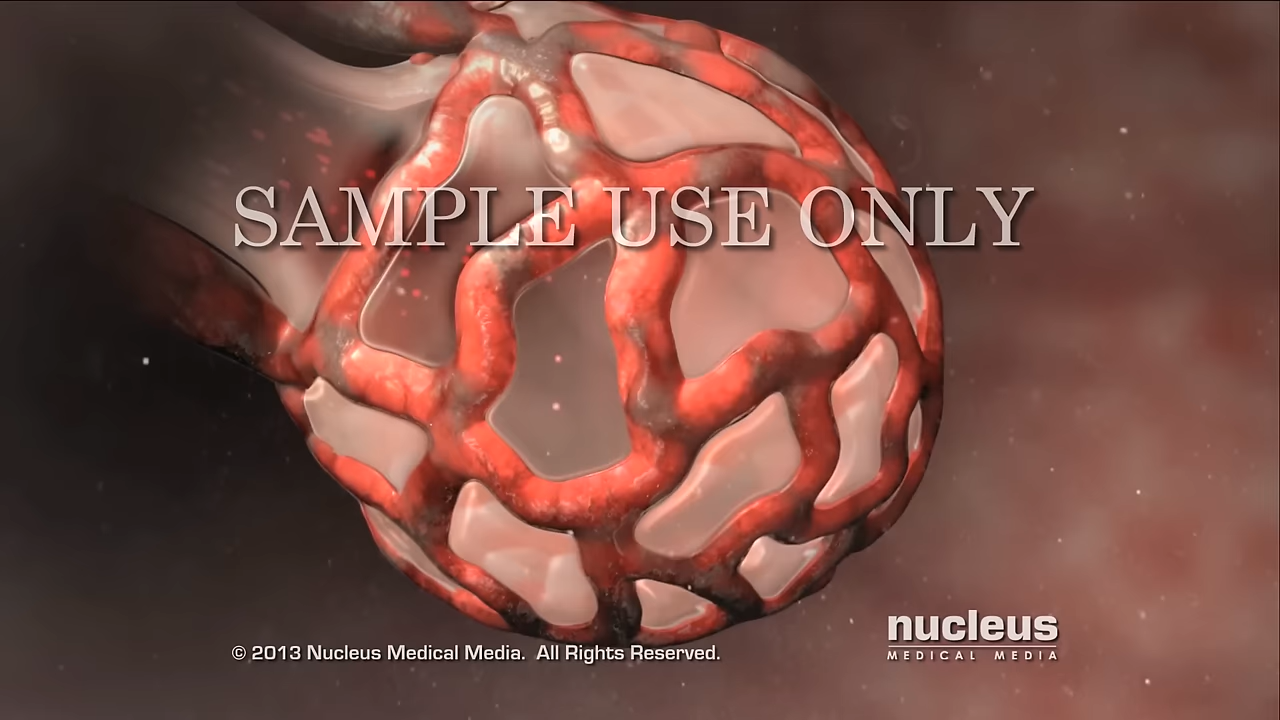 SAMPLE USE ONLY
nucleus
MEDICAL MEDIA
© 2013 Nucleus Medical Media. All Rights Reserved.